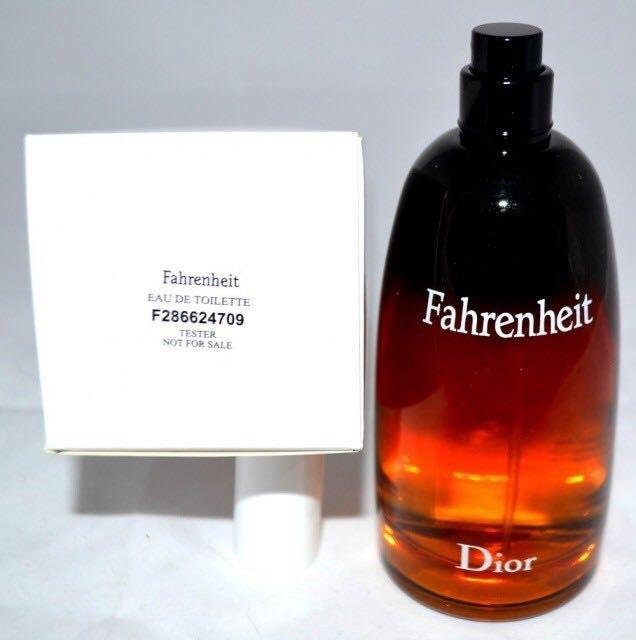 Fahrenheit
EAU DE TOILETTE
F286624709
TESTER
NOT FOR SALE
Fahrenheit
Dior